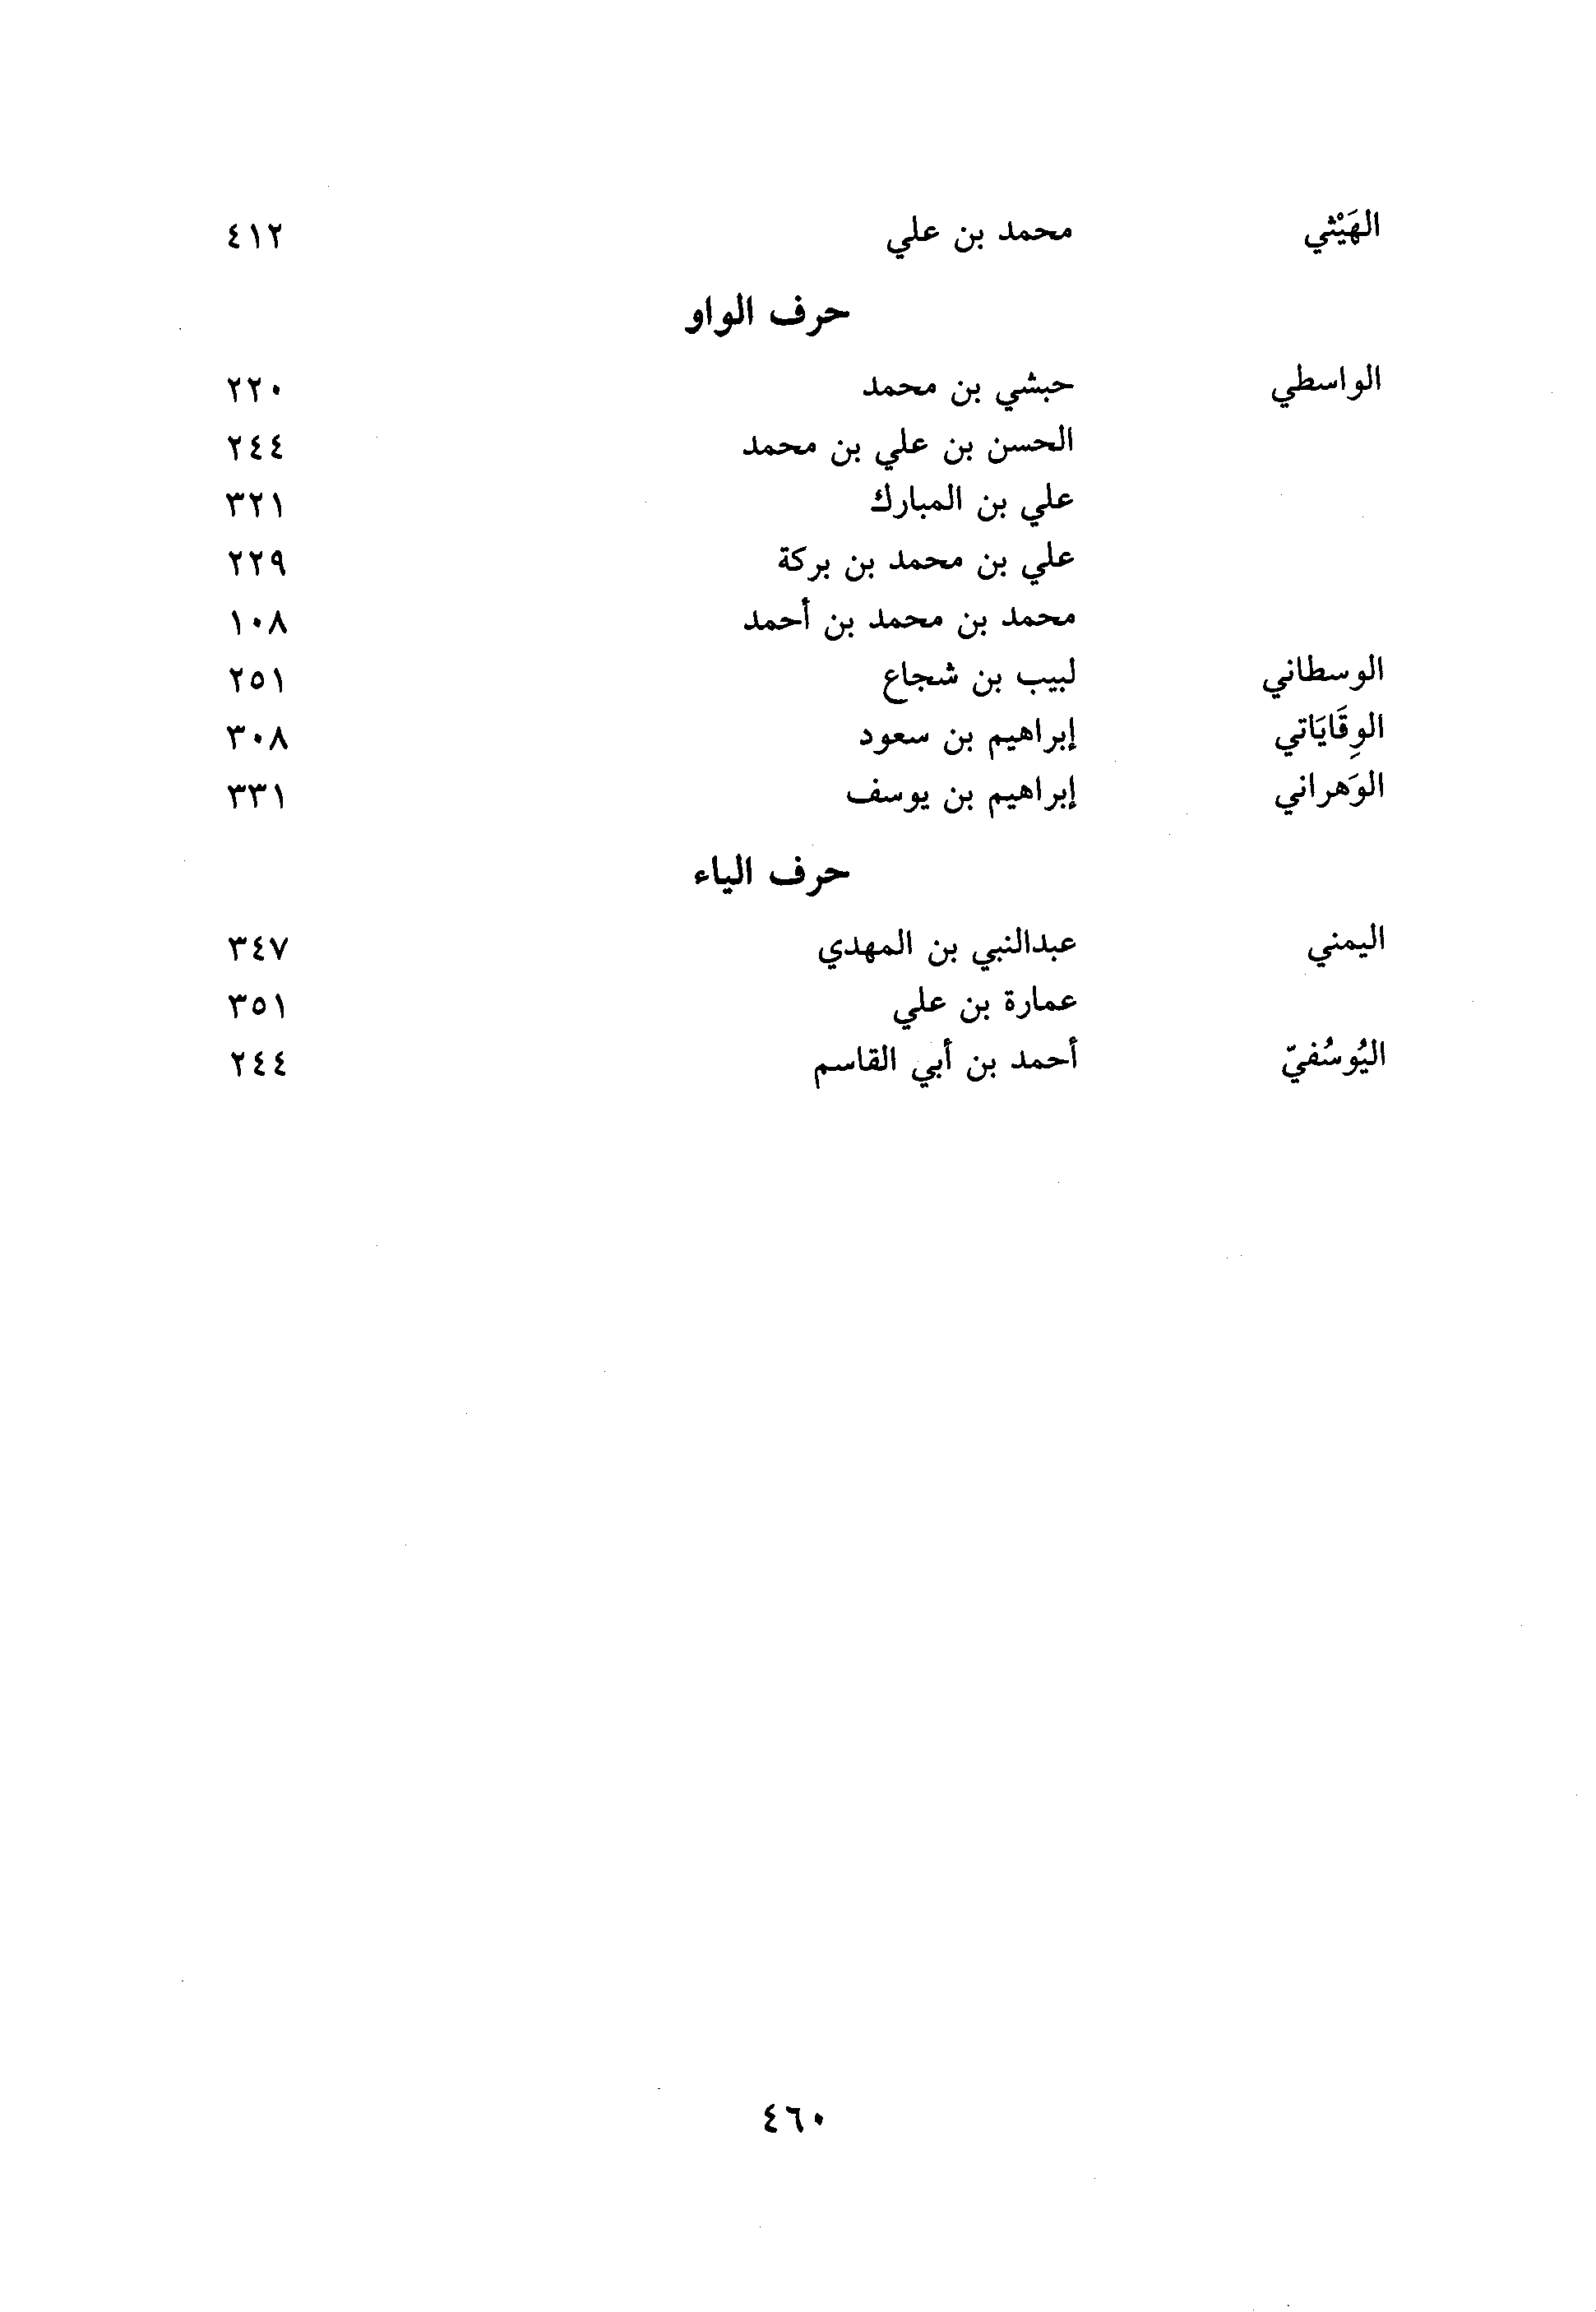 الهَيْثي محمد بن علي ٤١٢
حرف الواو
الواسطي حبشي بن محمد ٢٢٠
الحسن بن علي بن محمد ٢٤٤
علي بن المبارك ٣٢١
علي بن محمد بن بركة ٢٢٩
محمد بن محمد بن أحمد ١٠٨
الوسطاني لبيب بن شجاع ٢٥١
الوِقَايَاتي إبراهيم بن سعود ٣٠٨
الوَهراني إبراهيم بن يوسف ٣٣١
حرف الياء
اليمني عبدالنبي بن المهدي ٣٤٧
عمارة بن علي ٣٥١
اليُوسُفيّ أحمد بن أبي القاسم ٢٤٤
٤٦٠